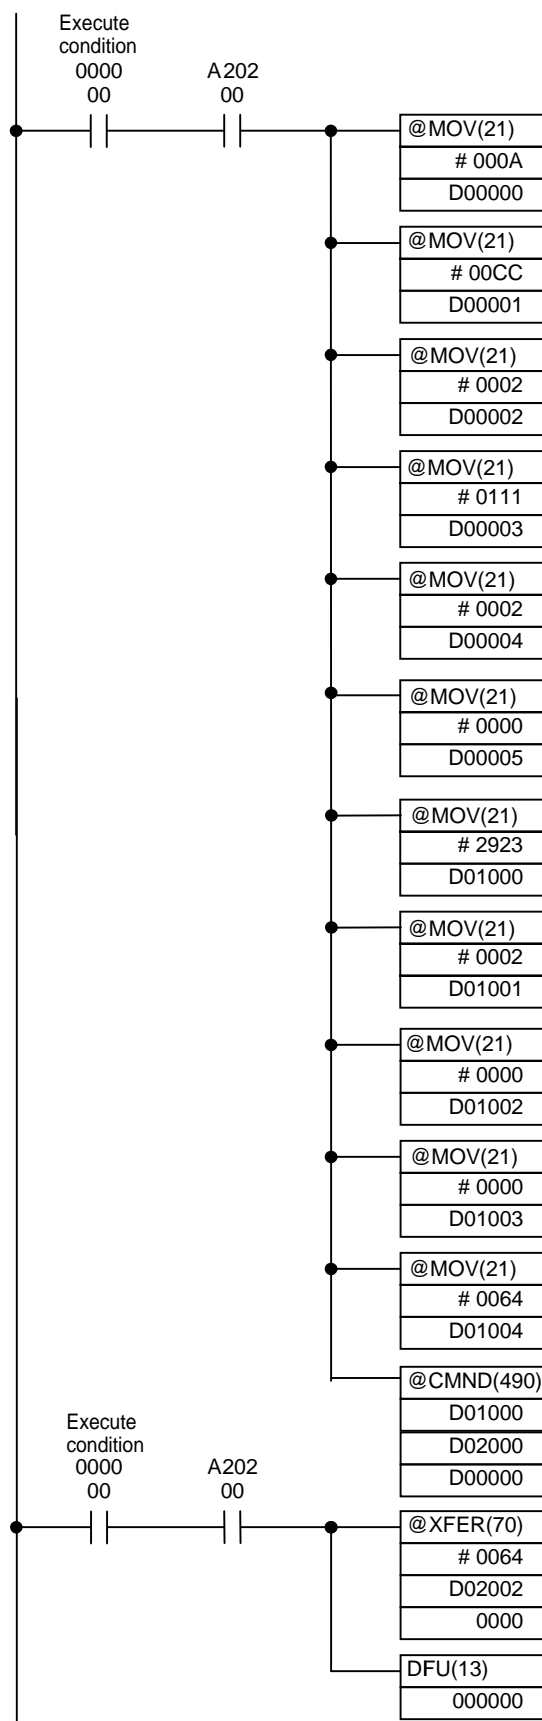 Execute
condition
0000
00
A202
00
@MOV(21)
# 000A
D00000
@MOV(21)
# 00CC
D00001
@MOV(21)
# 0002
D00002
@MOV(21)
# 0111
D00003
@MOV(21)
# 0002
D00004
@MOV(21)
# 0000
D00005
@MOV(21)
# 2923
D01000
@MOV(21)
# 0002
D01001
@MOV(21)
# 0000
D01002
@MOV(21)
# 0000
D01003
@MOV(21)
# 0064
D01004
@CMND(490)
D01000
D02000
D00000
Execute
condition
0000
00
A202
00
@XFER(70)
# 0064
D02002
0000
DFU(13)
000000